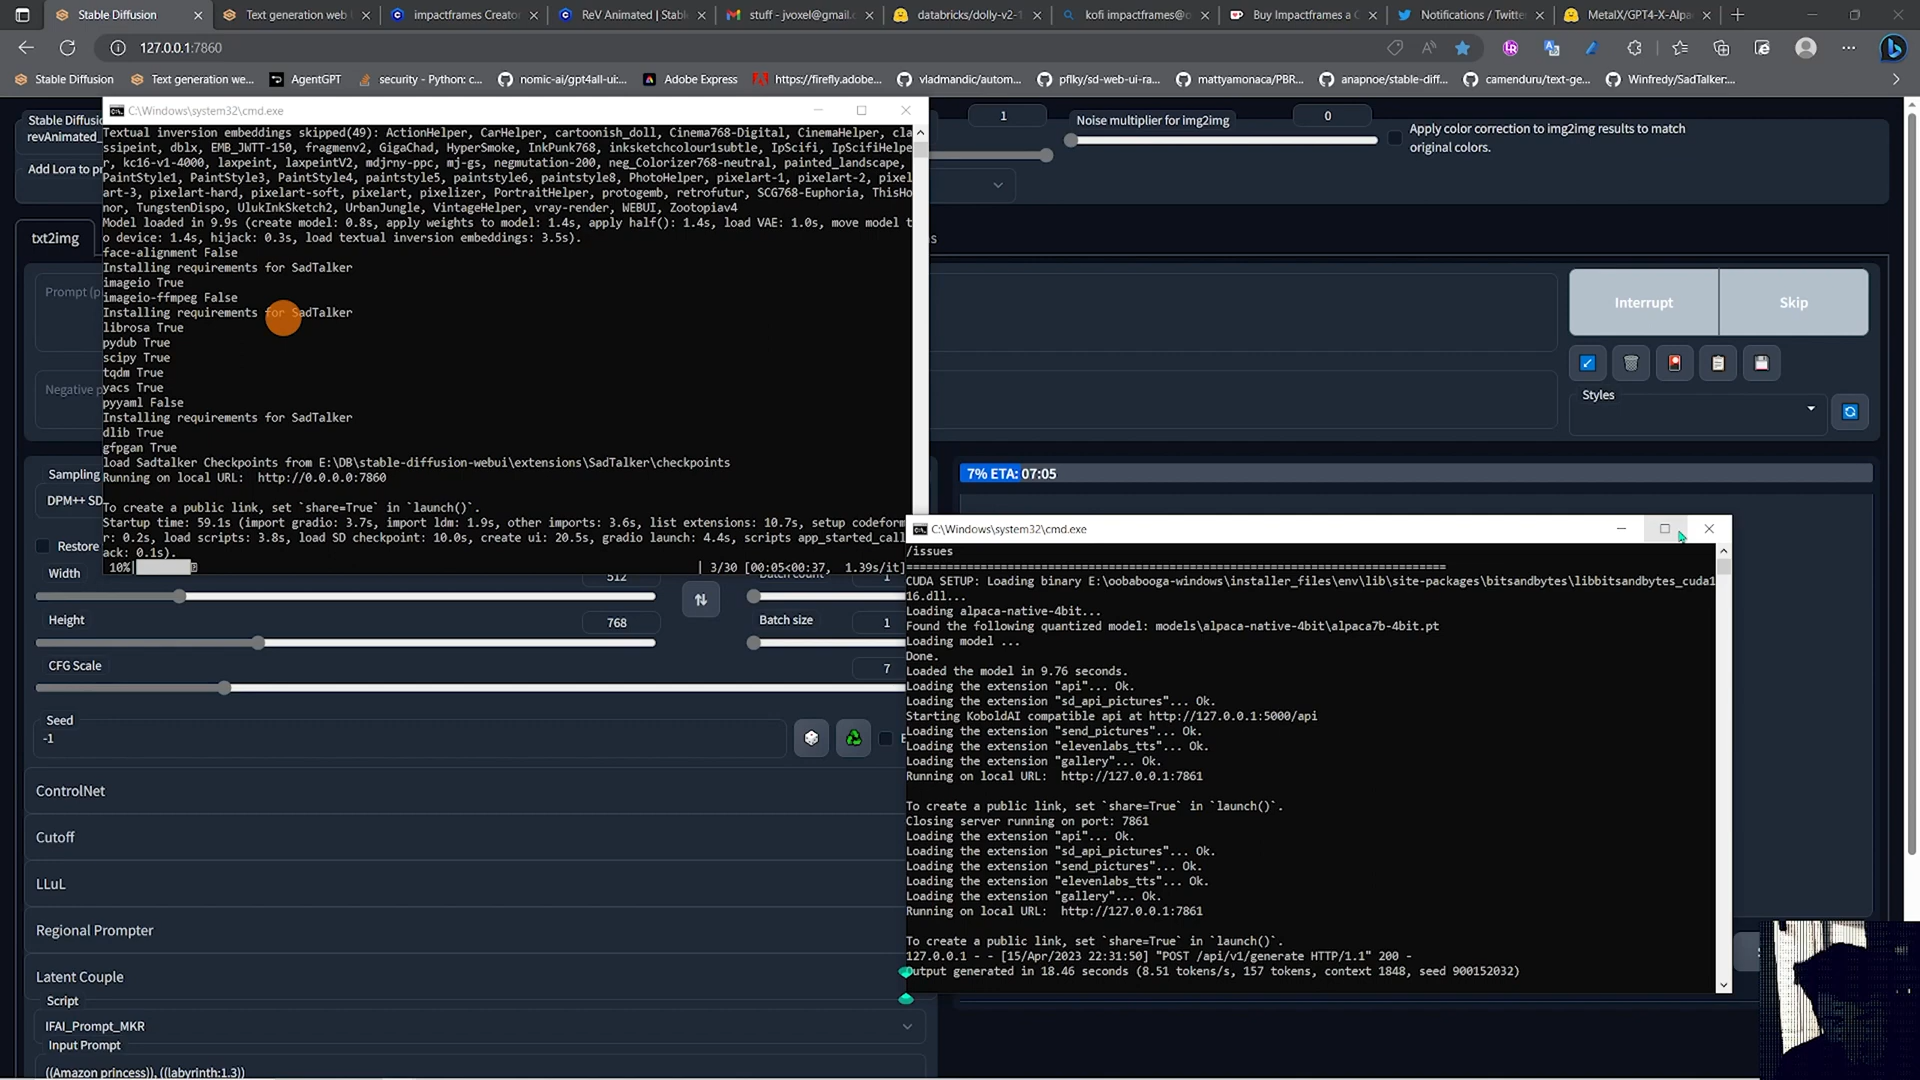 Stable Diffusion
Text generation web
impactframes Creator
ReV Animated | Stabl
stuff - jvoxel@gmail.c
databricks/dolly-v2-1
kofi impactframes@o
Buy Impactframes a C
Notifications / Twitte
MetalX/GPT4-X-Alpa
127.0.0.1:7860
Stable Diffusion
Text generation we...
AgentGPT
security - Python: c...
nomic-ai/gpt4all-ui:...
Adobe Express
https://firefly.adobe...
vladmandic/autom...
pflky/sd-web-ui-ra...
mattyamonaca/PBR...
anapnoe/stable-diff...
camenduru/text-ge...
Winfredy/SadTalker:...
Stable Diffusion
revAnimated
Add Lora to pr
C:\Windows\system32\cmd.exe
1
Noise multiplier for img2img
0
Apply color correction to img2img results to match
original colors.
Textual inversion embeddings skipped(49): ActionHelper, CarHelper, cartoonish_doll, Cinema768-Digital, CinemaHelper, cla
ssipeint, dblx, EMB_JWTT-150, fragmenv2, GigaChad, HyperSmoke, InkPunk768, inksketchcolour1subtle, IpScifi, IpScifiHelpe
r, kc16-v1-4000, laxpeint, laxpeintV2, mdjrny-ppc, mj-gs, negmutation-200, neg_Colorizer768-neutral, painted_landscape,
PaintStyle1, PaintStyle3, PaintStyle4, paintstyle5, paintstyle6, paintstyle8, PhotoHelper, pixelart-1, pixelart-2, pixel
art-3, pixelart-hard, pixelart-soft, pixelart, pixelizer, PortraitHelper, protogemb, retrofutur, SCG768-Euphoria, ThisHo
nor, TungstenDispo, UlukInkSketch2, UrbanJungle, VintageHelper, vray-render, WEBUI, Zootopiav4
Model loaded in 9.9s (create model: 0.8s, apply weights to model: 1.4s, apply half(): 1.4s, load VAE: 1.0s, move model t
o device: 1.4s, hijack: 0.3s, load textual inversion embeddings: 3.5s).
face-alignment False
Installing requirements for SadTalker
imageio True
imageio-ffmpeg False
Installing requirements for SadTalker
librosa True
pydub True
scipy True
tqdm True
yacs True
pyyaml False
Installing requirements for SadTalker
dlib True
gfpgan True
load Sadtalker Checkpoints from E:\DB\stable-diffusion-webui\extensions\SadTalker\checkpoints
Running on local URL:  http://0.0.0.0:7860
To create a public link, set `share=True` in `launch()`.
Startup time: 59.1s (import gradio: 3.7s, import ldm: 1.9s, other imports: 3.6s, list extensions: 10.7s, setup codeform
r: 0.2s, load scripts: 3.8s, load SD checkpoint: 10.0s, create ui: 20.5s, gradio launch: 4.4s, scripts app_started_call
ack: 0.1s).
10%| | 3/30 [00:05<00:37, 1.39s/it]
txt2img
s
Prompt (p
Negative p
Interrupt
Skip
Styles
7% ETA: 07:05
Sampling
DPM++ SD
Restore
Width
512
Batch count
1
Height
768
Batch size
1
CFG Scale
7
Seed
-1
E
ControlNet
Cutoff
LLuL
Regional Prompter
Latent Couple
Script
IFAI_Prompt_MKR
Input Prompt
((Amazon princess)), ((labyrinth:1.3))
C:\Windows\system32\cmd.exe
/issues
================================================================================
CUDA SETUP: Loading binary E:\oobabooga-windows\installer_files\env\lib\site-packages\bitsandbytes\libbitsandbytes_cuda1
16.dll...
Loading alpaca-native-4bit...
Found the following quantized model: models\alpaca-native-4bit\alpaca7b-4bit.pt
Loading model ...
Done.
Loaded the model in 9.76 seconds.
Loading the extension "api"... Ok.
Loading the extension "sd_api_pictures"... Ok.
Starting KoboldAI compatible api at http://127.0.0.1:5000/api
Loading the extension "send_pictures"... Ok.
Loading the extension "elevenlabs_tts"... Ok.
Loading the extension "gallery"... Ok.
Running on local URL:  http://127.0.0.1:7861
To create a public link, set `share=True` in `launch()`.
Closing server running on port: 7861
Loading the extension "api"... Ok.
Loading the extension "sd_api_pictures"... Ok.
Loading the extension "send_pictures"... Ok.
Loading the extension "elevenlabs_tts"... Ok.
Loading the extension "gallery"... Ok.
Running on local URL:  http://127.0.0.1:7861
To create a public link, set `share=True` in `launch()`.
127.0.0.1 - - [15/Apr/2023 22:31:50] "POST /api/v1/generate HTTP/1.1" 200 -
Output generated in 18.46 seconds (8.51 tokens/s, 157 tokens, context 1848, seed 900152032)